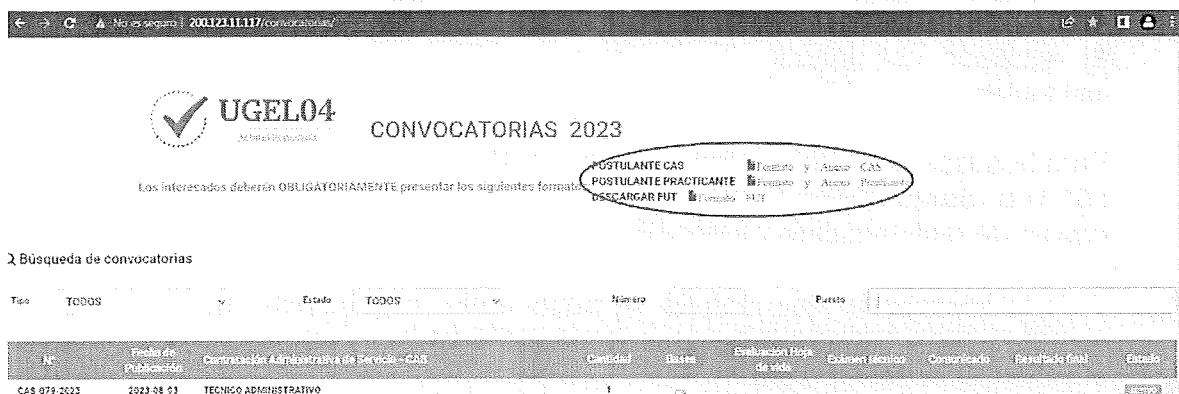 No es seguro | 200.123.11.117/convocatorias/
UGEL04
CONVOCATORIAS 2023
POSTULANTE CAS Formato y Anexo CAS
POSTULANTE PRACTICANTE Formato y Anexo Practicante
Los interesados deberán OBLIGATORIAMENTE presentar los siguientes formatos
DESCARGAR FUT Formato FUT
Búsqueda de convocatorias
Tipo TODOS Estado TODOS Número Puesto
N° Fecha de Publicación Contratación Administrativa de Servicio - CAS Cantidad Bases Evaluación Hoja de vida Exámen técnico Comunicado Resultado final Estado
CAS 079-2023 2023-08-03 TECNICO ADMINISTRATIVO 1